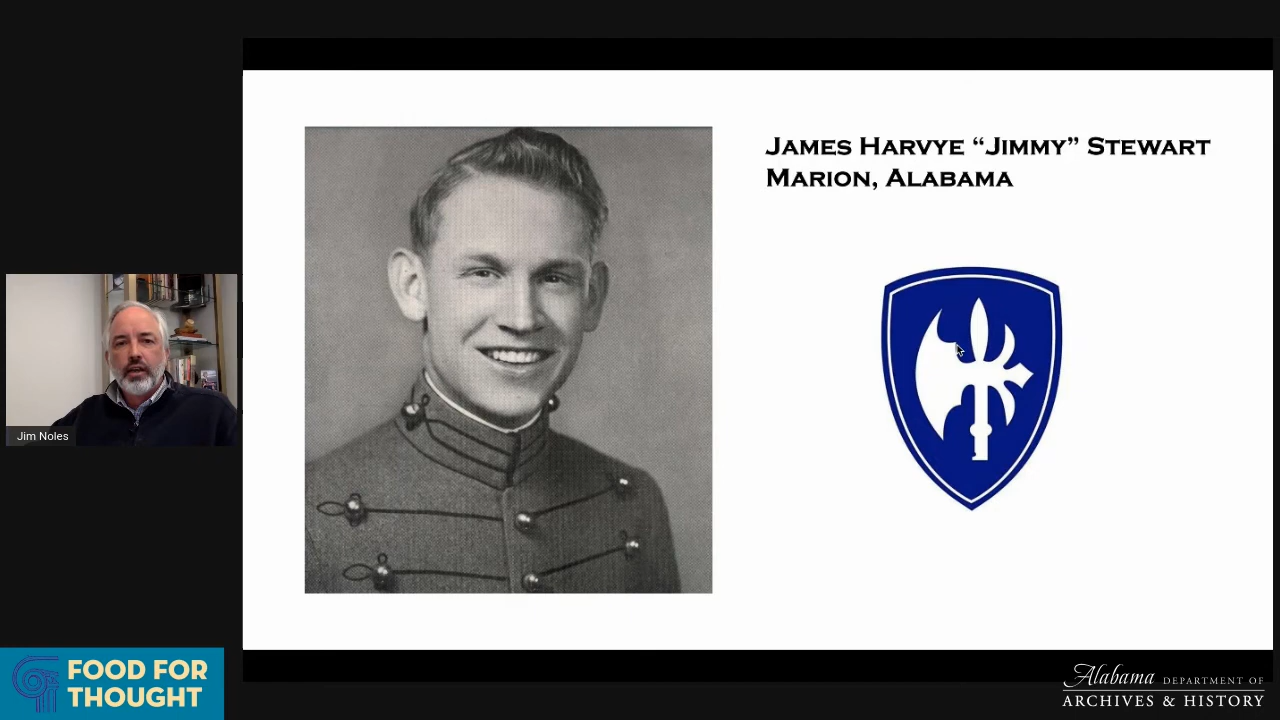 JAMES HARVYE “JIMMY” STEWART
MARION, ALABAMA
Jim Noles
FOOD FOR
THOUGHT
Alabama DEPARTMENT OF
ARCHIVES & HISTORY